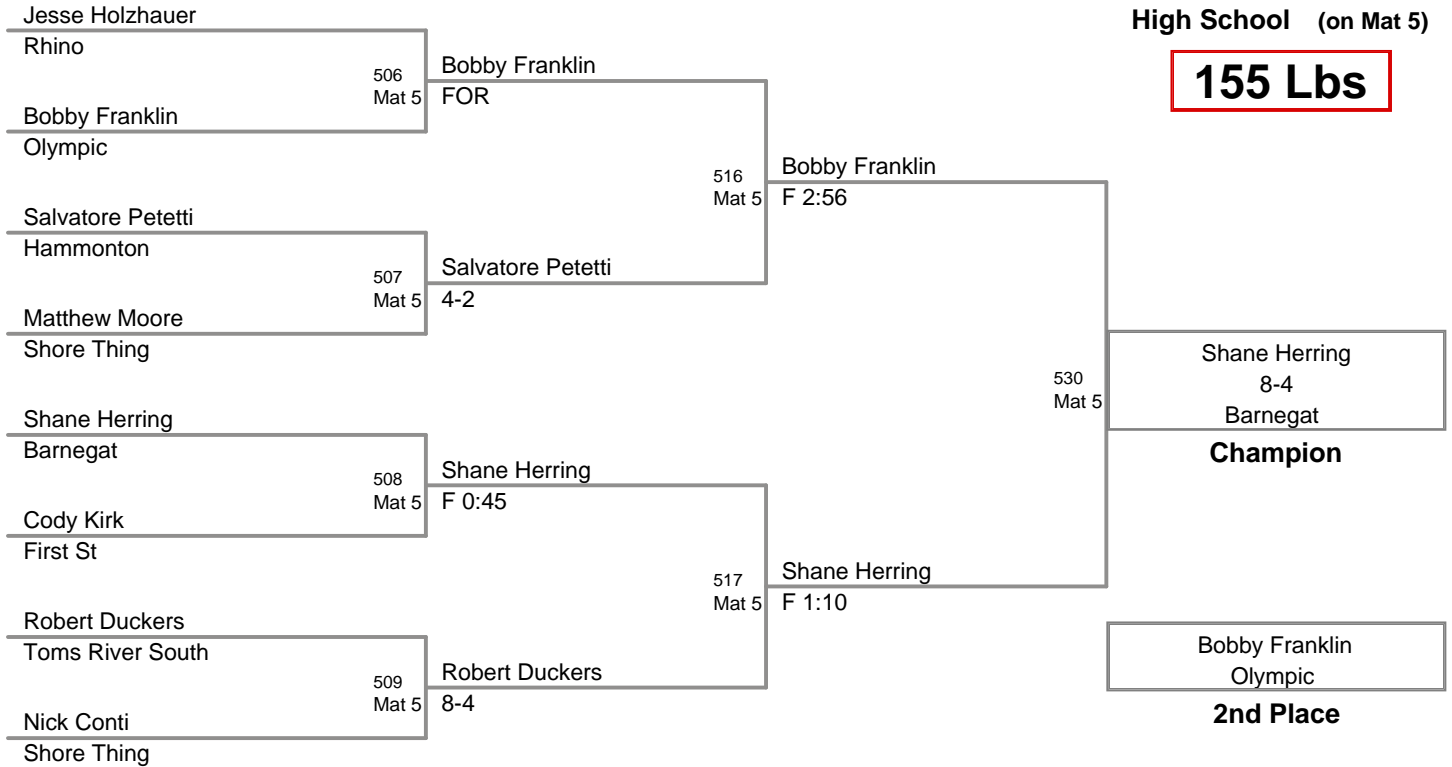 Jesse Holzhauer
Rhino
506
Mat 5
Bobby Franklin
FOR
Bobby Franklin
Olympic
Salvatore Petetti
Hammonton
507
Mat 5
Salvatore Petetti
4-2
Matthew Moore
Shore Thing
516
Mat 5
Bobby Franklin
F 2:56
Shane Herring
Barnegat
508
Mat 5
Shane Herring
F 0:45
Cody Kirk
First St
Robert Duckers
Toms River South
509
Mat 5
Robert Duckers
8-4
Nick Conti
Shore Thing
517
Mat 5
Shane Herring
F 1:10
530
Mat 5
High School (on Mat 5)
155 Lbs
Shane Herring
8-4
Barnegat
Champion
Bobby Franklin
Olympic
2nd Place